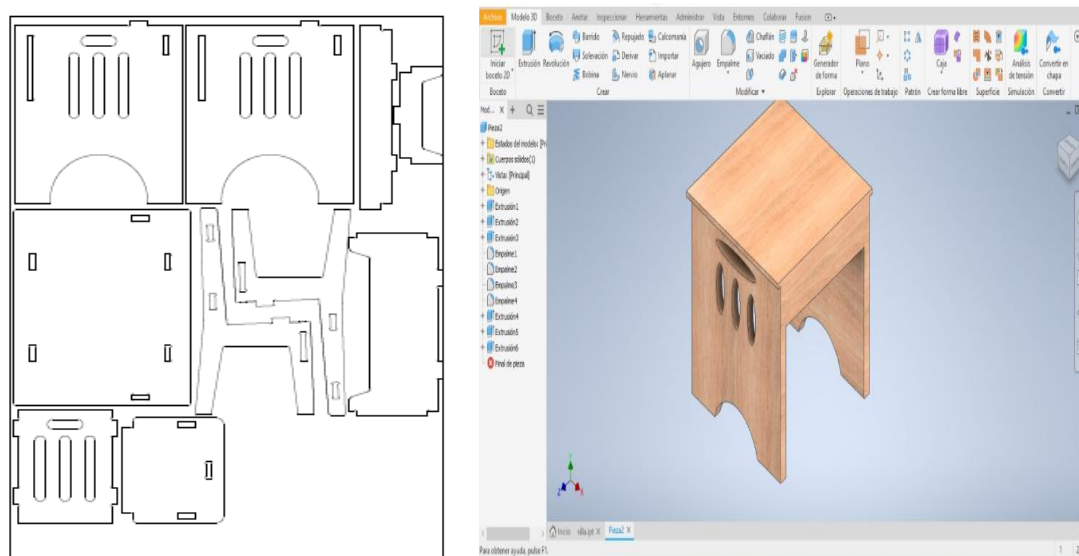 Archivo Modelo 3D Boceto Anotar Inspeccionar Herramientas Administrar Vista Entornos Colaborar Fusion
Iniciar boceto 2D
Extrusión
Revolución
Barrido
Solevación
Bobina
Repujado
Derivar
Nervio
Calcomanía
Importar
Aplanar
Agujero
Empalme
Chaflán
Vaciado
Generador de forma
Plano
Caja
Análisis de tensión
Convertir en chapa
Boceto Crear Modificar Explorar Operaciones de trabajo Patrón Crear forma libre Superficie Simulación Convertir
Mod... X +
Pieza2
Estados del modelo [Pri
Cuerpos sólidos(1)
Vista: [Principal]
Origen
Extrusión1
Extrusión2
Extrusión3
Empalme1
Empalme2
Empalme3
Empalme4
Extrusión4
Extrusión5
Extrusión6
Final de pieza
Y
Z
X
Inicio silla.ipt X Pieza2 X
Para obtener ayuda, pulse F1.
1